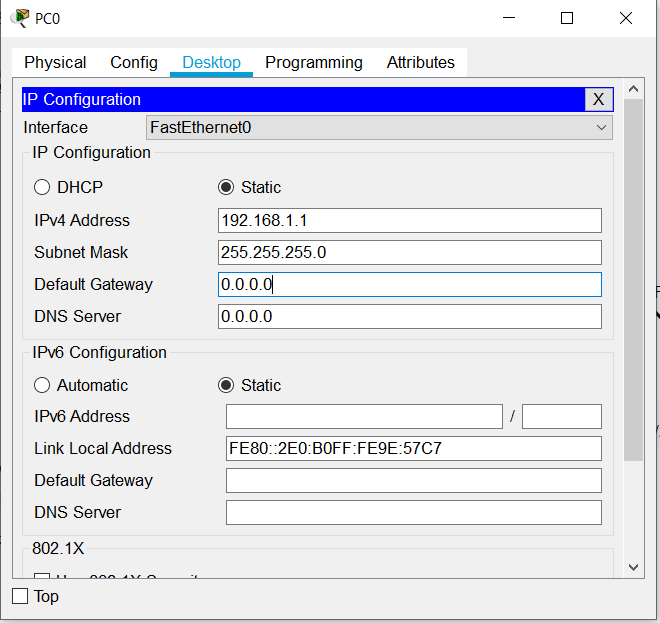 PC0
Physical Config Desktop Programming Attributes
IP Configuration X
Interface FastEthernet0
IP Configuration
DHCP Static
IPv4 Address 192.168.1.1
Subnet Mask 255.255.255.0
Default Gateway 0.0.0.0
DNS Server 0.0.0.0
IPv6 Configuration
Automatic Static
IPv6 Address /
Link Local Address FE80::2E0:B0FF:FE9E:57C7
Default Gateway
DNS Server
802.1X
Top